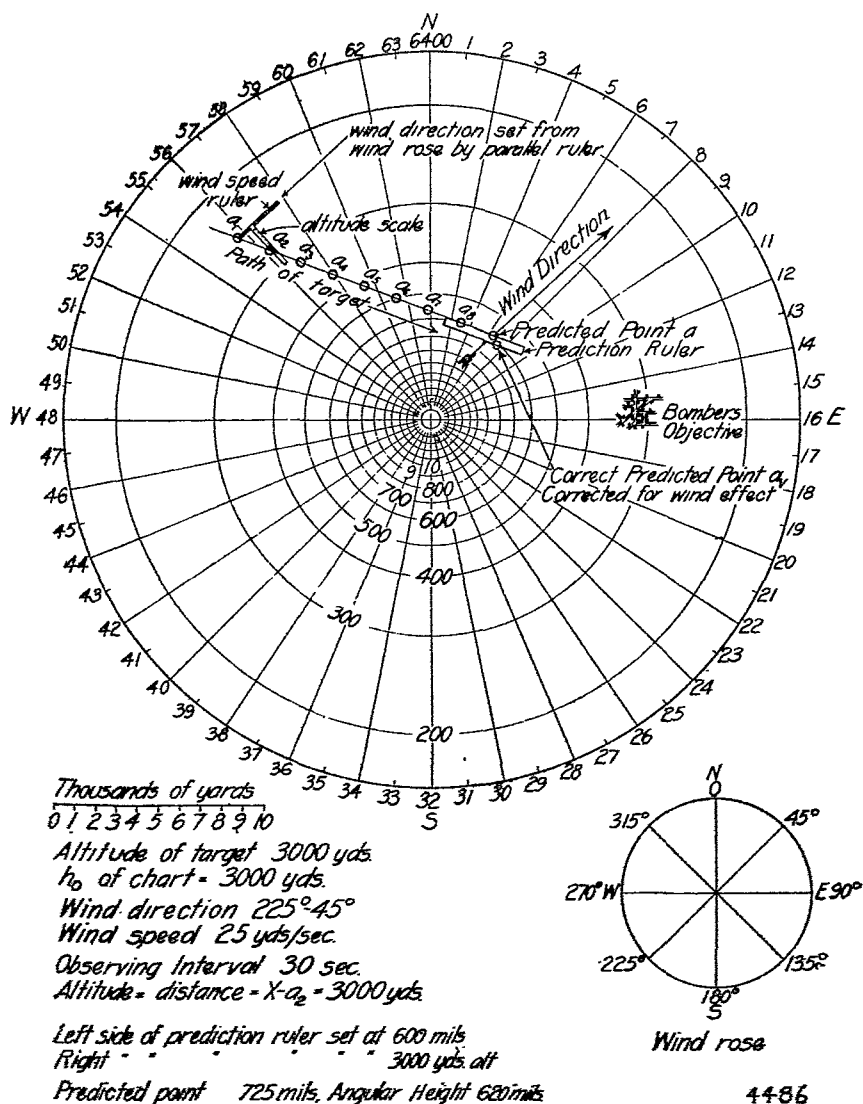 N
6400
1
2
3
4
5
6
7
8
10
11
12
13
14
15
16 E
17
18
19
20
21
22
23
24
25
26
27
28
29
30
31
32
S
33
34
35
36
37
38
39
40
41
42
43
44
45
46
47
W 48
49
50
51
52
53
54
55
56
57
58
59
60
61
62
63
wind direction set from
wind rose by parallel ruler
wind speed
ruler
altitude scale
a
a2
a3
a4
a5
a6
a7
a8
Path of target
Wind Direction
Predicted Point a
Prediction Ruler
Bombers
Objective
Correct Predicted Point a
Corrected for wind effect
9
10
700
800
500
600
400
300
200
Thousands of yards
0 1 2 3 4 5 6 7 8 9 10
Altitude of target 3000 yds.
h0 of chart = 3000 yds.
Wind direction 225°-45°
Wind speed 25 yds/sec.
Observing Interval 30 sec.
Altitude = distance = X-a2 = 3000 yds.
Left side of prediction ruler set at 600 mils
Right " " " " " 3000 yds. alt
Predicted point 725 mils, Angular Height 620 mils
N
0
315°
45°
270° W
E 90°
225°
135°
180°
S
Wind rose
4486